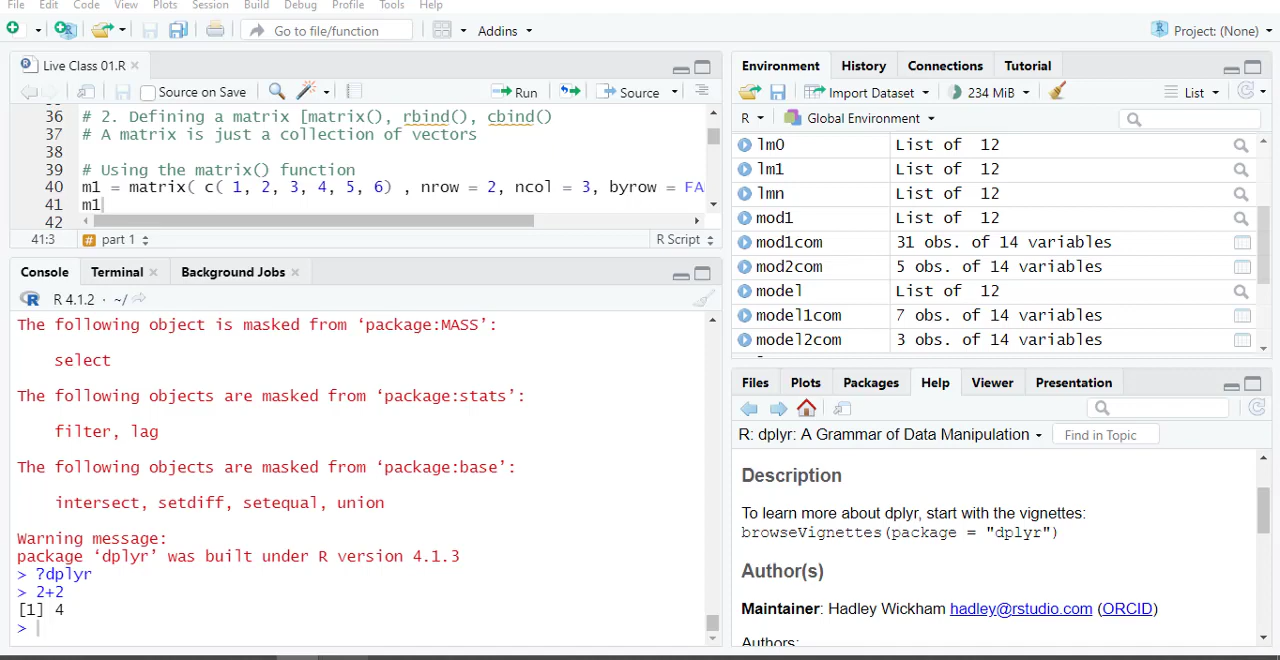 File Edit Code View Plots Session Build Debug Profile Tools Help
Go to file/function Addins Project: (None)
Live Class 01.R
Source on Save Run Source
36 # 2. Defining a matrix [matrix(), rbind(), cbind()
37 # A matrix is just a collection of vectors
38
39 # Using the matrix() function
40 m1 = matrix( c( 1, 2, 3, 4, 5, 6) , nrow = 2, ncol = 3, byrow = FA
41 m1
42
41:3 # part 1 R Script
Console Terminal Background Jobs
R R 4.1.2 · ~/
The following object is masked from ‘package:MASS’:
select
The following objects are masked from ‘package:stats’:
filter, lag
The following objects are masked from ‘package:base’:
intersect, setdiff, setequal, union
Warning message:
package ‘dplyr’ was built under R version 4.1.3
> ?dplyr
> 2+2
[1] 4
>
Environment History Connections Tutorial
Import Dataset 234 MiB List
R Global Environment
lm0 List of 12
lm1 List of 12
lmn List of 12
mod1 List of 12
mod1com 31 obs. of 14 variables
mod2com 5 obs. of 14 variables
model List of 12
model1com 7 obs. of 14 variables
model2com 3 obs. of 14 variables
Files Plots Packages Help Viewer Presentation
R: dplyr: A Grammar of Data Manipulation Find in Topic
Description
To learn more about dplyr, start with the vignettes:
browseVignettes(package = "dplyr")
Author(s)
Maintainer: Hadley Wickham hadley@rstudio.com (ORCID)
Authors: